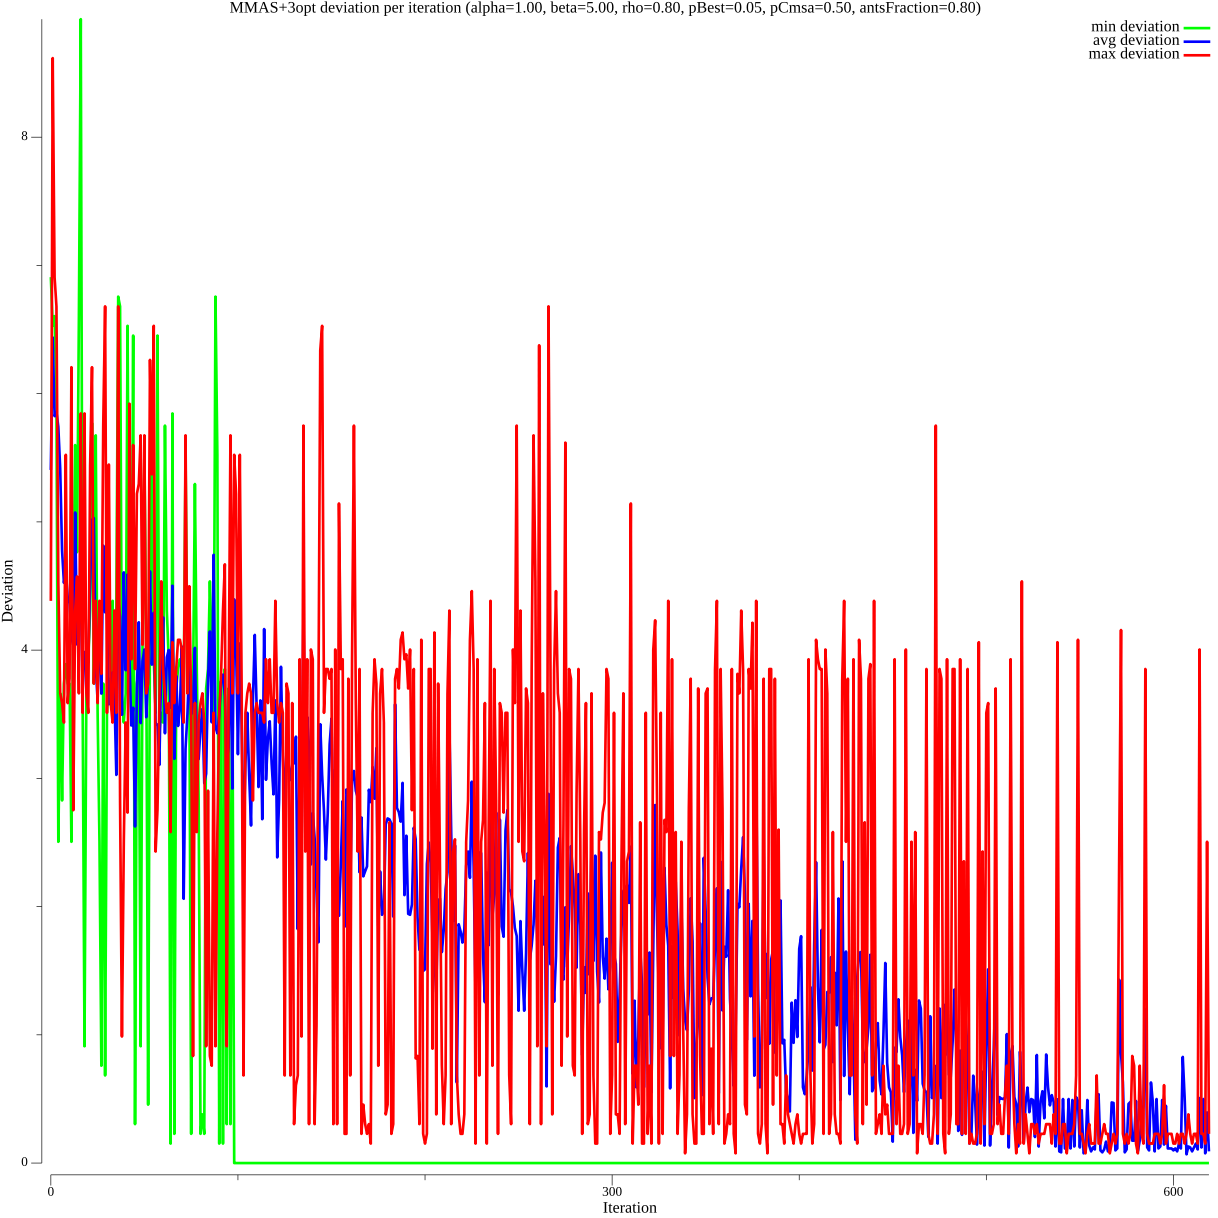 MMAS+3opt deviation per iteration (alpha=1.00, beta=5.00, rho=0.80, pBest=0.05, pCmsa=0.50, antsFraction=0.80)
min deviation
avg deviation
max deviation
8
4
0
Deviation
0
300
600
Iteration